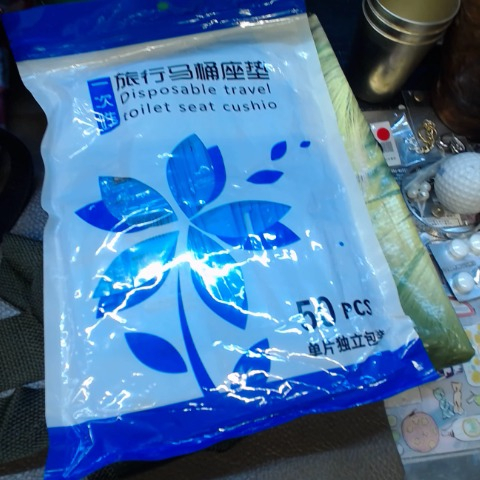 一次性
旅行马桶座垫
Disposable travel
toilet seat cushio
50 PCS
单片独立包装